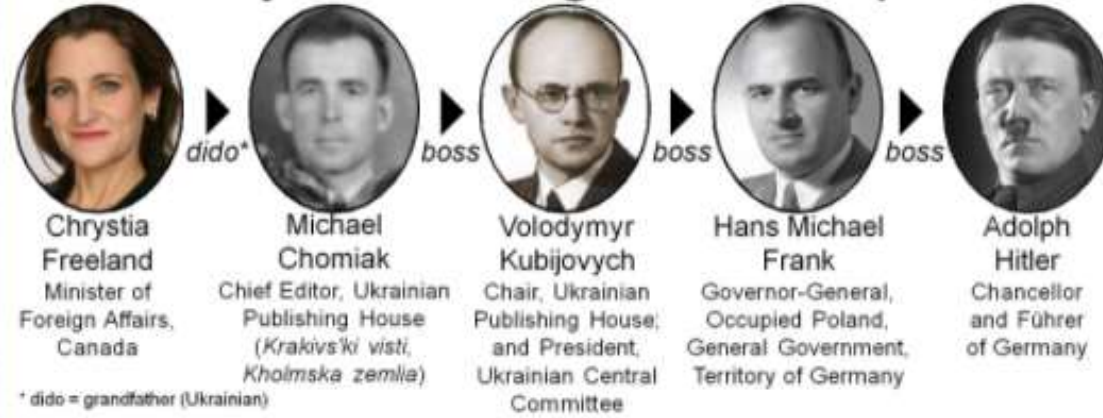 dido*
boss
boss
boss
Chrystia
Freeland
Minister of
Foreign Affairs,
Canada
Michael
Chomiak
Chief Editor, Ukrainian
Publishing House
(Krakivs'ki visti,
Kholmska zemlia)
Volodymyr
Kubijovych
Chair, Ukrainian
Publishing House;
and President,
Ukrainian Central
Committee
Hans Michael
Frank
Governor-General,
Occupied Poland,
General Government,
Territory of Germany
Adolph
Hitler
Chancellor
and Führer
of Germany
* dido = grandfather (Ukrainian)